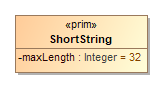 «prim»
ShortString
-maxLength : Integer = 32